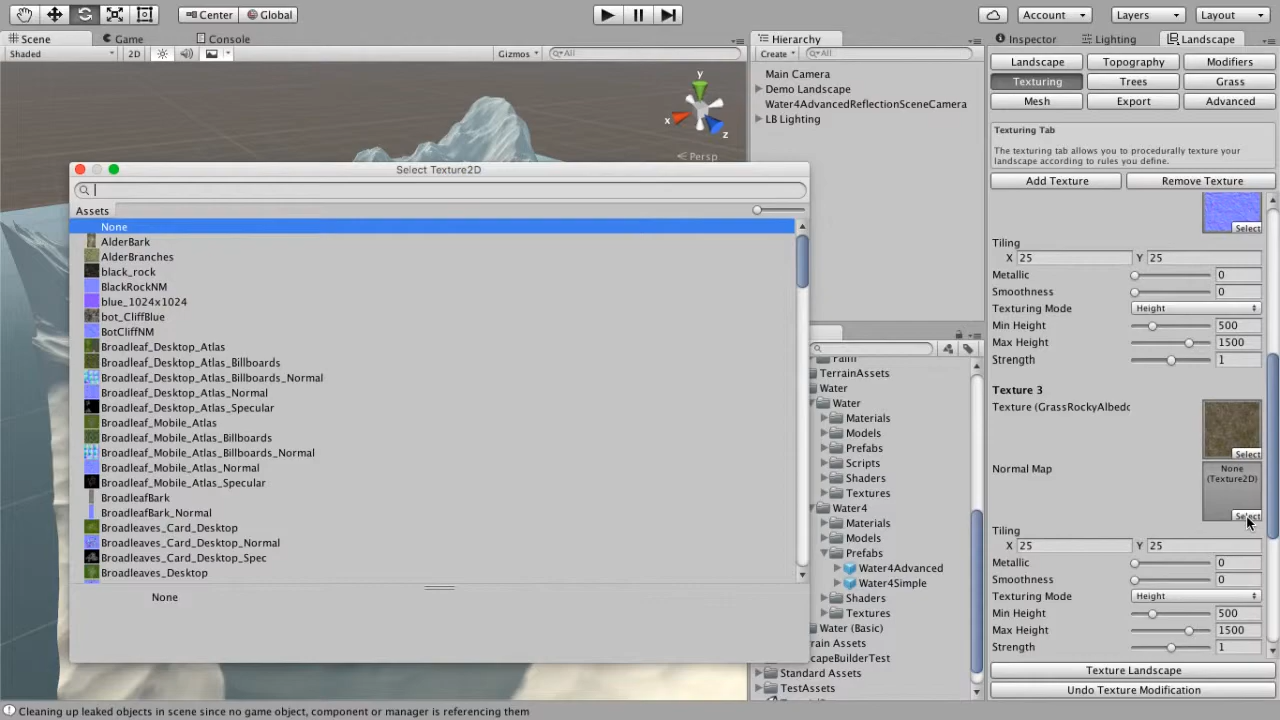 Center Global Account Layers Layout
Scene Game Console Hierarchy Inspector Lighting Landscape
Shaded 2D Gizmos All Create All
Landscape Topography Modifiers
Texturing Trees Grass
Mesh Export Advanced
Main Camera
Demo Landscape
Water4AdvancedReflectionSceneCamera
LB Lighting
y
x
z
Persp
Texturing Tab
The texturing tab allows you to procedurally texture your
landscape according to rules you define.
Add Texture Remove Texture
Select
Tiling
X 25 Y 25
Metallic 0
Smoothness 0
Texturing Mode Height
Min Height 500
Max Height 1500
Strength 1
Texture 3
Texture (GrassRockyAlbedo
Select
Normal Map None
(Texture2D)
Select
Tiling
X 25 Y 25
Metallic 0
Smoothness 0
Texturing Mode Height
Min Height 500
Max Height 1500
Strength 1
Texture Landscape
Undo Texture Modification
Select Texture2D
Assets
None
AlderBark
AlderBranches
black_rock
BlackRockNM
blue_1024x1024
bot_CliffBlue
BotCliffNM
Broadleaf_Desktop_Atlas
Broadleaf_Desktop_Atlas_Billboards
Broadleaf_Desktop_Atlas_Billboards_Normal
Broadleaf_Desktop_Atlas_Normal
Broadleaf_Desktop_Atlas_Specular
Broadleaf_Mobile_Atlas
Broadleaf_Mobile_Atlas_Billboards
Broadleaf_Mobile_Atlas_Billboards_Normal
Broadleaf_Mobile_Atlas_Normal
Broadleaf_Mobile_Atlas_Specular
BroadleafBark
BroadleafBark_Normal
Broadleaves_Card_Desktop
Broadleaves_Card_Desktop_Normal
Broadleaves_Card_Desktop_Spec
Broadleaves_Desktop
None
TerrainAssets
Water
Water
Materials
Models
Prefabs
Scripts
Shaders
Textures
Water4
Materials
Models
Prefabs
Water4Advanced
Water4Simple
Shaders
Textures
Water (Basic)
rain Assets
scapeBuilderTest
Standard Assets
TestAssets
Cleaning up leaked objects in scene since no game object, component or manager is referencing them